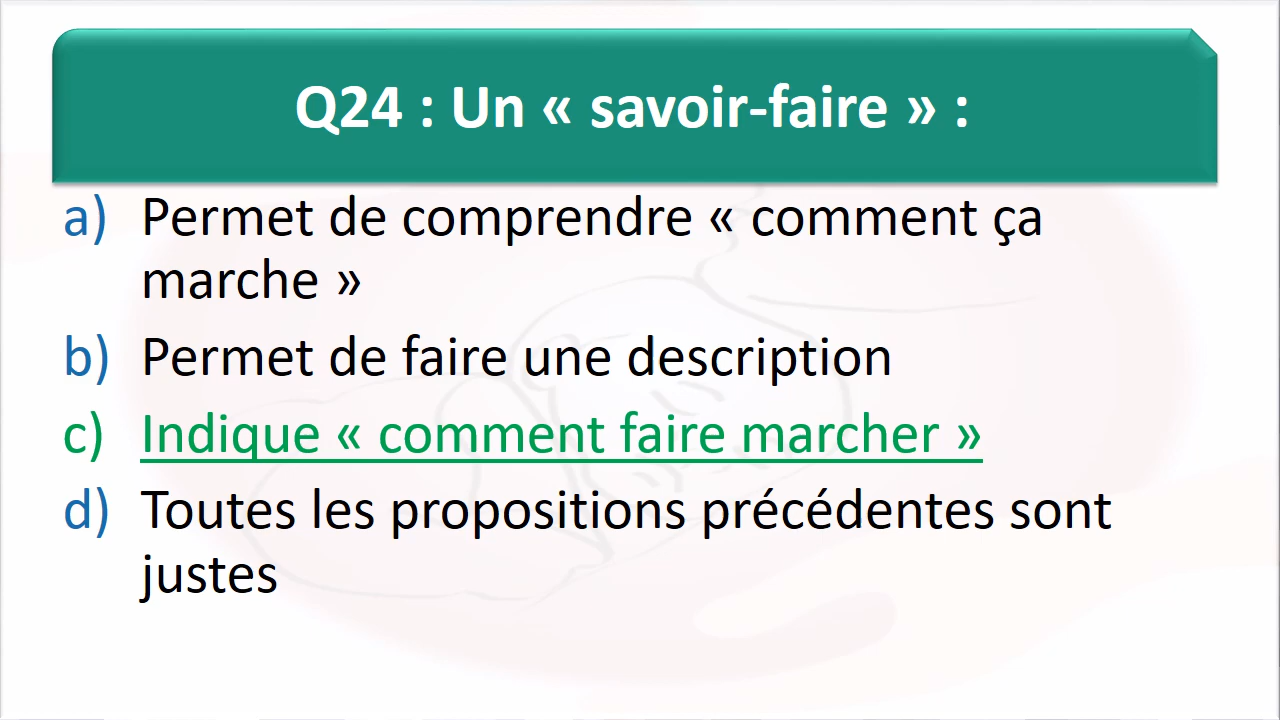 Q24 : Un « savoir-faire » :
a) Permet de comprendre « comment ça
marche »
b) Permet de faire une description
c) Indique « comment faire marcher »
d) Toutes les propositions précédentes sont
justes